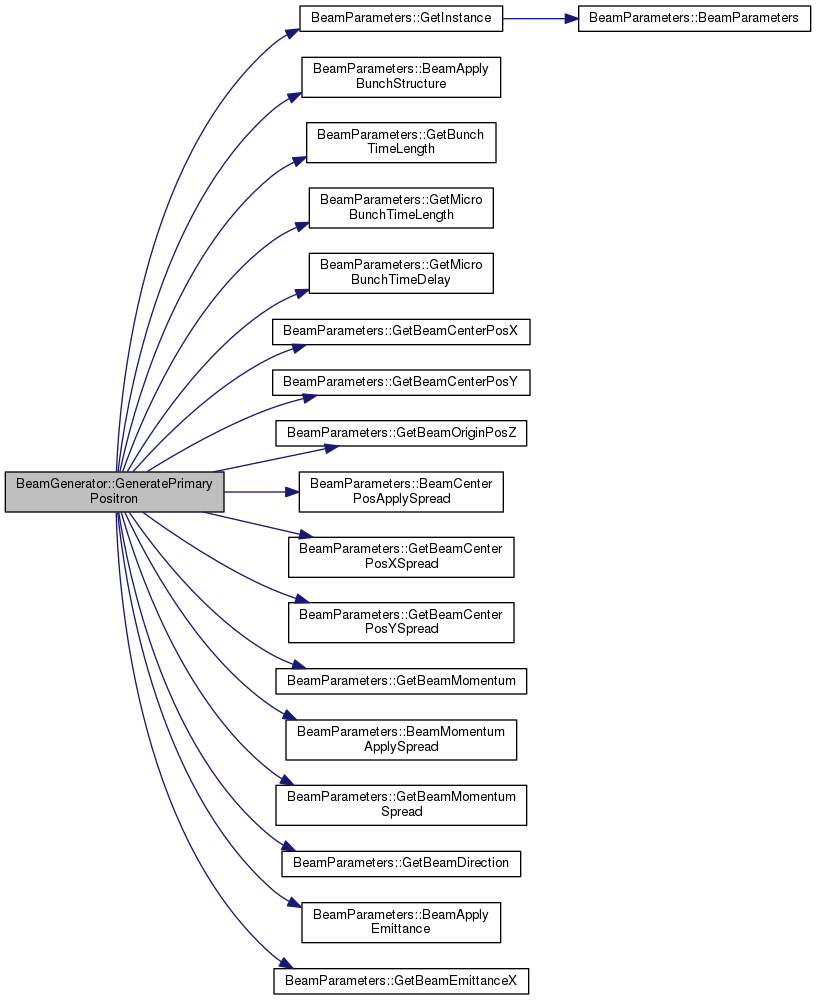 BeamParameters::GetInstance
BeamParameters::BeamParameters
BeamParameters::BeamApply
BunchStructure
BeamParameters::GetBunch
TimeLength
BeamParameters::GetMicro
BunchTimeLength
BeamParameters::GetMicro
BunchTimeDelay
BeamParameters::GetBeamCenterPosX
BeamParameters::GetBeamCenterPosY
BeamParameters::GetBeamOriginPosZ
BeamGenerator::GeneratePrimary
Positron
BeamParameters::BeamCenter
PosApplySpread
BeamParameters::GetBeamCenter
PosXSpread
BeamParameters::GetBeamCenter
PosYSpread
BeamParameters::GetBeamMomentum
BeamParameters::BeamMomentum
ApplySpread
BeamParameters::GetBeamMomentum
Spread
BeamParameters::GetBeamDirection
BeamParameters::BeamApply
Emittance
BeamParameters::GetBeamEmittanceX